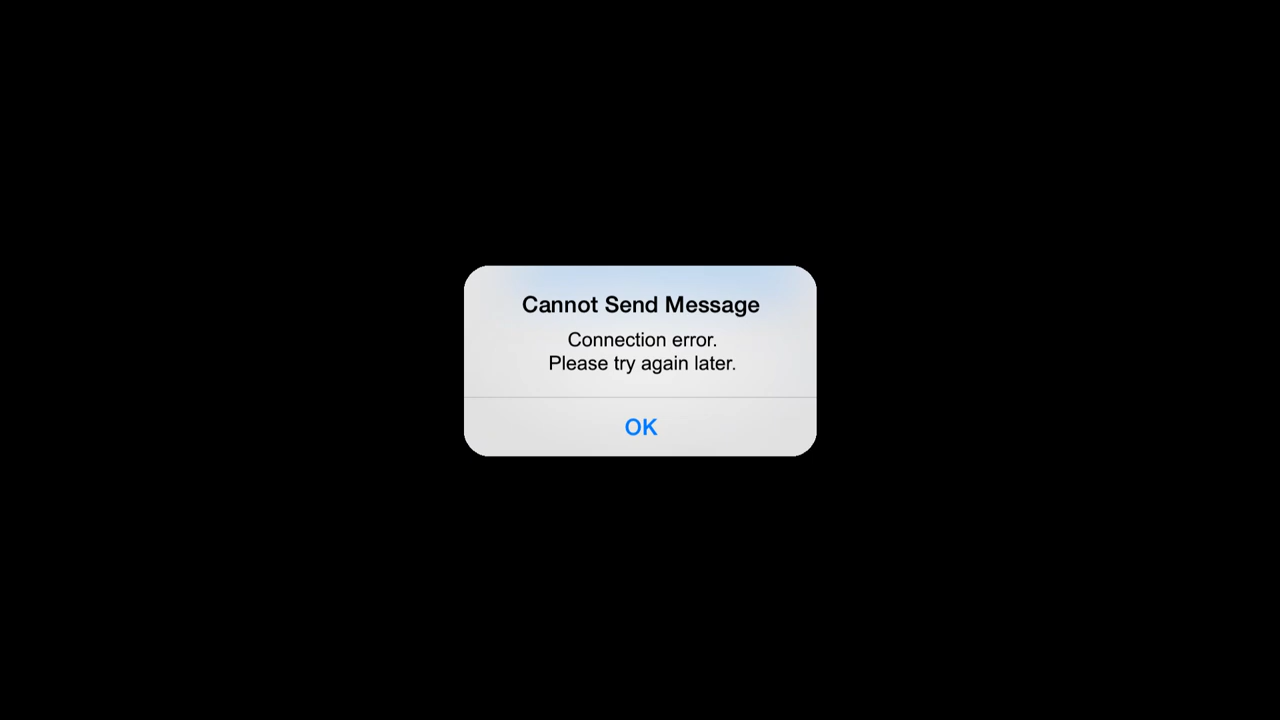 Cannot Send Message
Connection error.
Please try again later.
OK